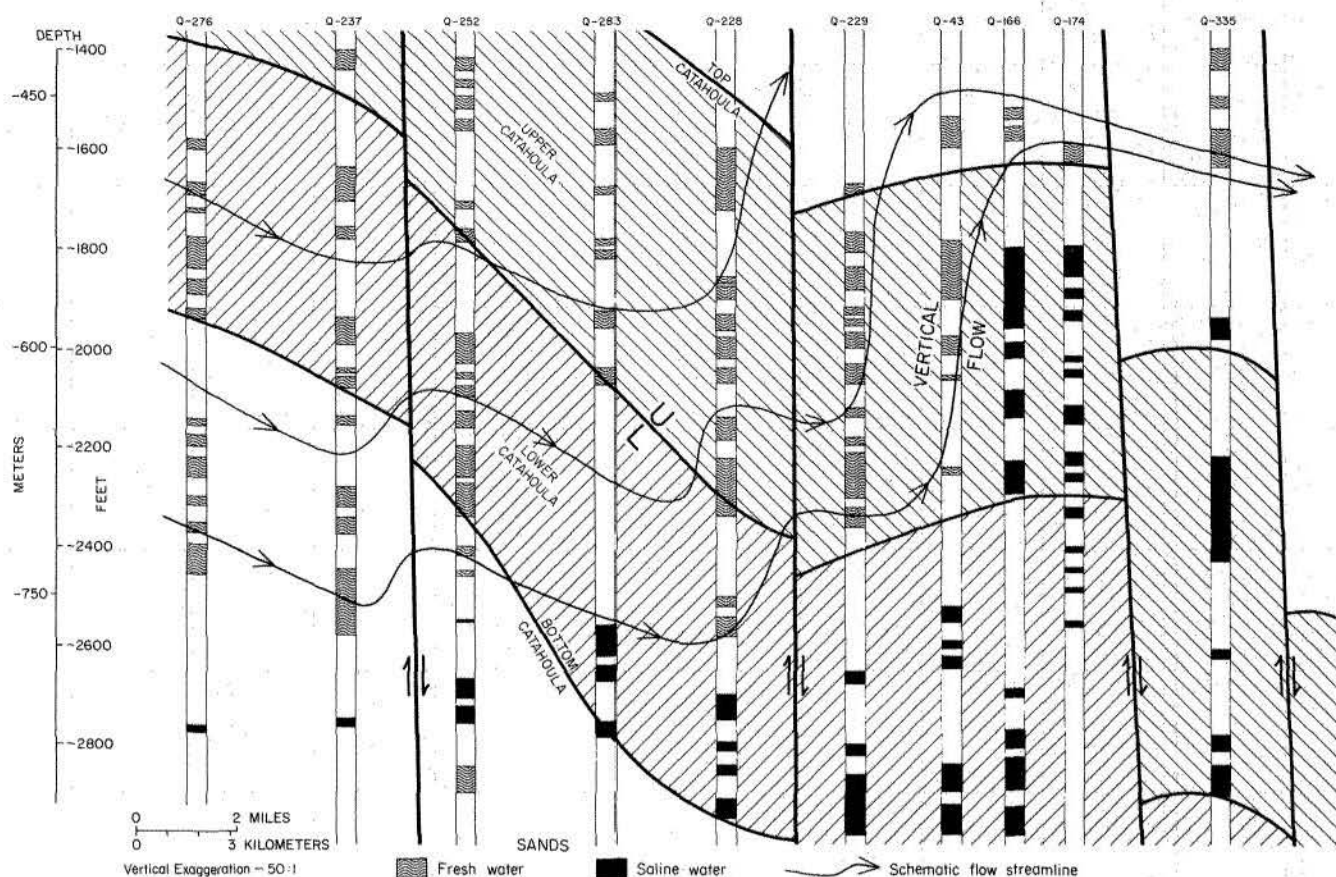 Q-276 Q-237 Q-252 Q-283 Q-228 Q-229 Q-43 Q-166 Q-174 Q-335
DEPTH
-1400
-450
-1600
-1800
-600
-2000
-2200
-2400
-750
-2600
-2800
METERS
FEET
TOP
CATAHOULA
UPPER
CATAHOULA
U
L
LOWER
CATAHOULA
BOTTOM
CATAHOULA
VERTICAL
FLOW
0 2 MILES
0 3 KILOMETERS
Vertical Exaggeration ~ 50:1
SANDS
Fresh water
Saline water
Schematic flow streamline